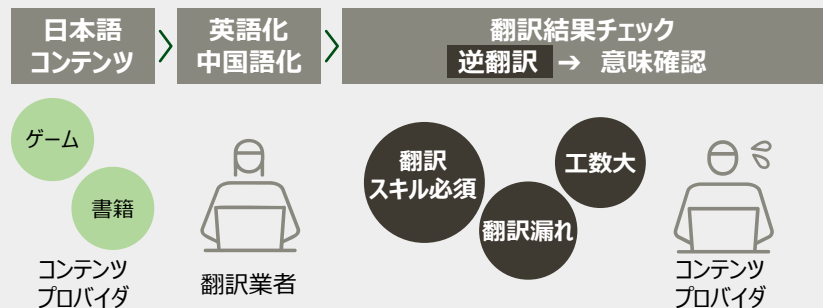 日本語
コンテンツ
英語化
中国語化
翻訳結果チェック
逆翻訳 → 意味確認
ゲーム
書籍
コンテンツ
プロバイダ
翻訳業者
翻訳
スキル必須
翻訳漏れ
工数大
コンテンツ
プロバイダ